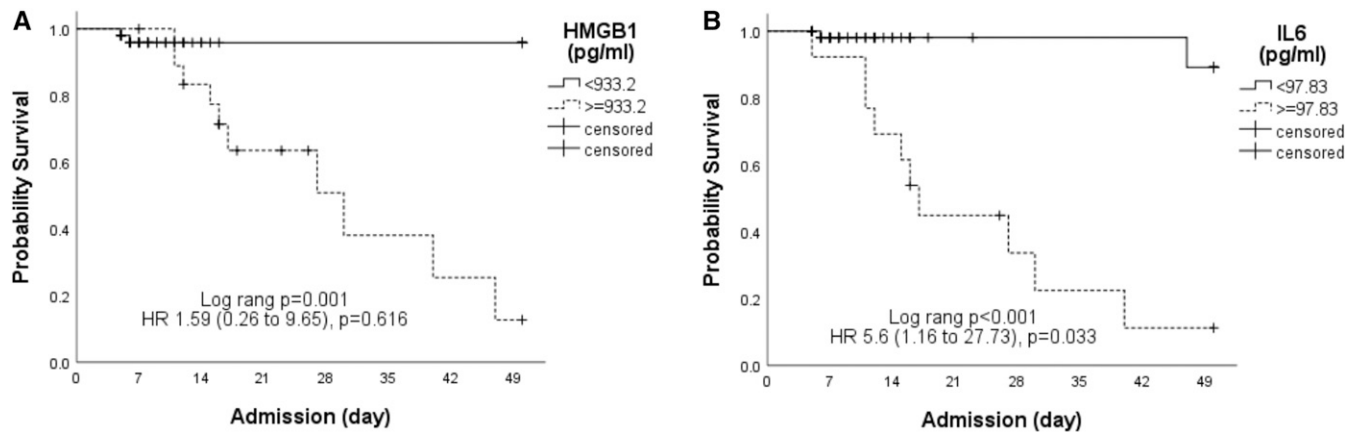 A
HMGB1
(pg/ml)
<933.2
>=933.2
censored
censored
Probability Survival
1.0
0.8
0.6
0.4
0.2
0.0
Log rang p=0.001
HR 1.59 (0.26 to 9.65), p=0.616
0 7 14 21 28 35 42 49
Admission (day)
B
IL6
(pg/ml)
<97.83
>=97.83
censored
censored
Probability Survival
1.0
0.8
0.6
0.4
0.2
0.0
Log rang p<0.001
HR 5.6 (1.16 to 27.73), p=0.033
0 7 14 21 28 35 42 49
Admission (day)